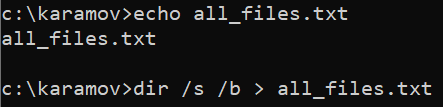 c:\karamov>echo all_files.txt
all_files.txt
c:\karamov>dir /s /b > all_files.txt